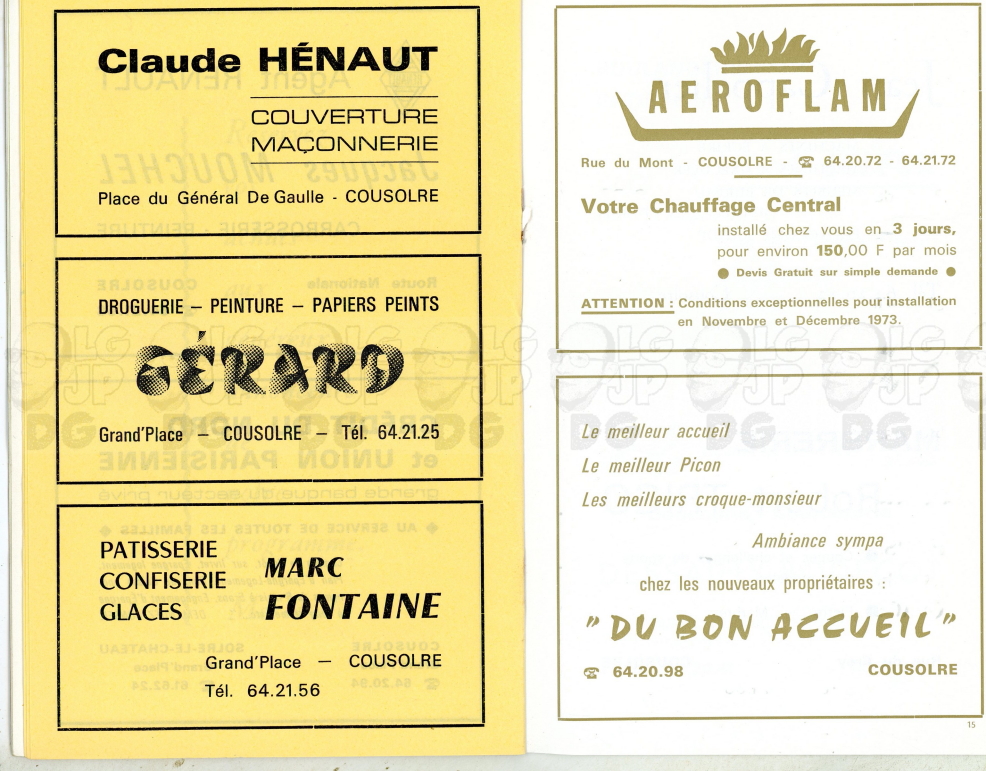 Claude HÉNAUT
COUVERTURE
MAÇONNERIE
Place du Général De Gaulle - COUSOLRE
DROGUERIE – PEINTURE – PAPIERS PEINTS
GÉRARD
Grand'Place – COUSOLRE – Tél. 64.21.25
PATISSERIE
CONFISERIE
GLACES
MARC
FONTAINE
Grand'Place – COUSOLRE
Tél. 64.21.56
AEROFLAM
Rue du Mont - COUSOLRE - ☎ 64.20.72 - 64.21.72
Votre Chauffage Central
installé chez vous en 3 jours,
pour environ 150,00 F par mois
● Devis Gratuit sur simple demande ●
ATTENTION : Conditions exceptionnelles pour installation
en Novembre et Décembre 1973.
Le meilleur accueil
Le meilleur Picon
Les meilleurs croque-monsieur
Ambiance sympa
chez les nouveaux propriétaires :
" DU BON ACCUEIL "
☎ 64.20.98 COUSOLRE
15
LG JP DG